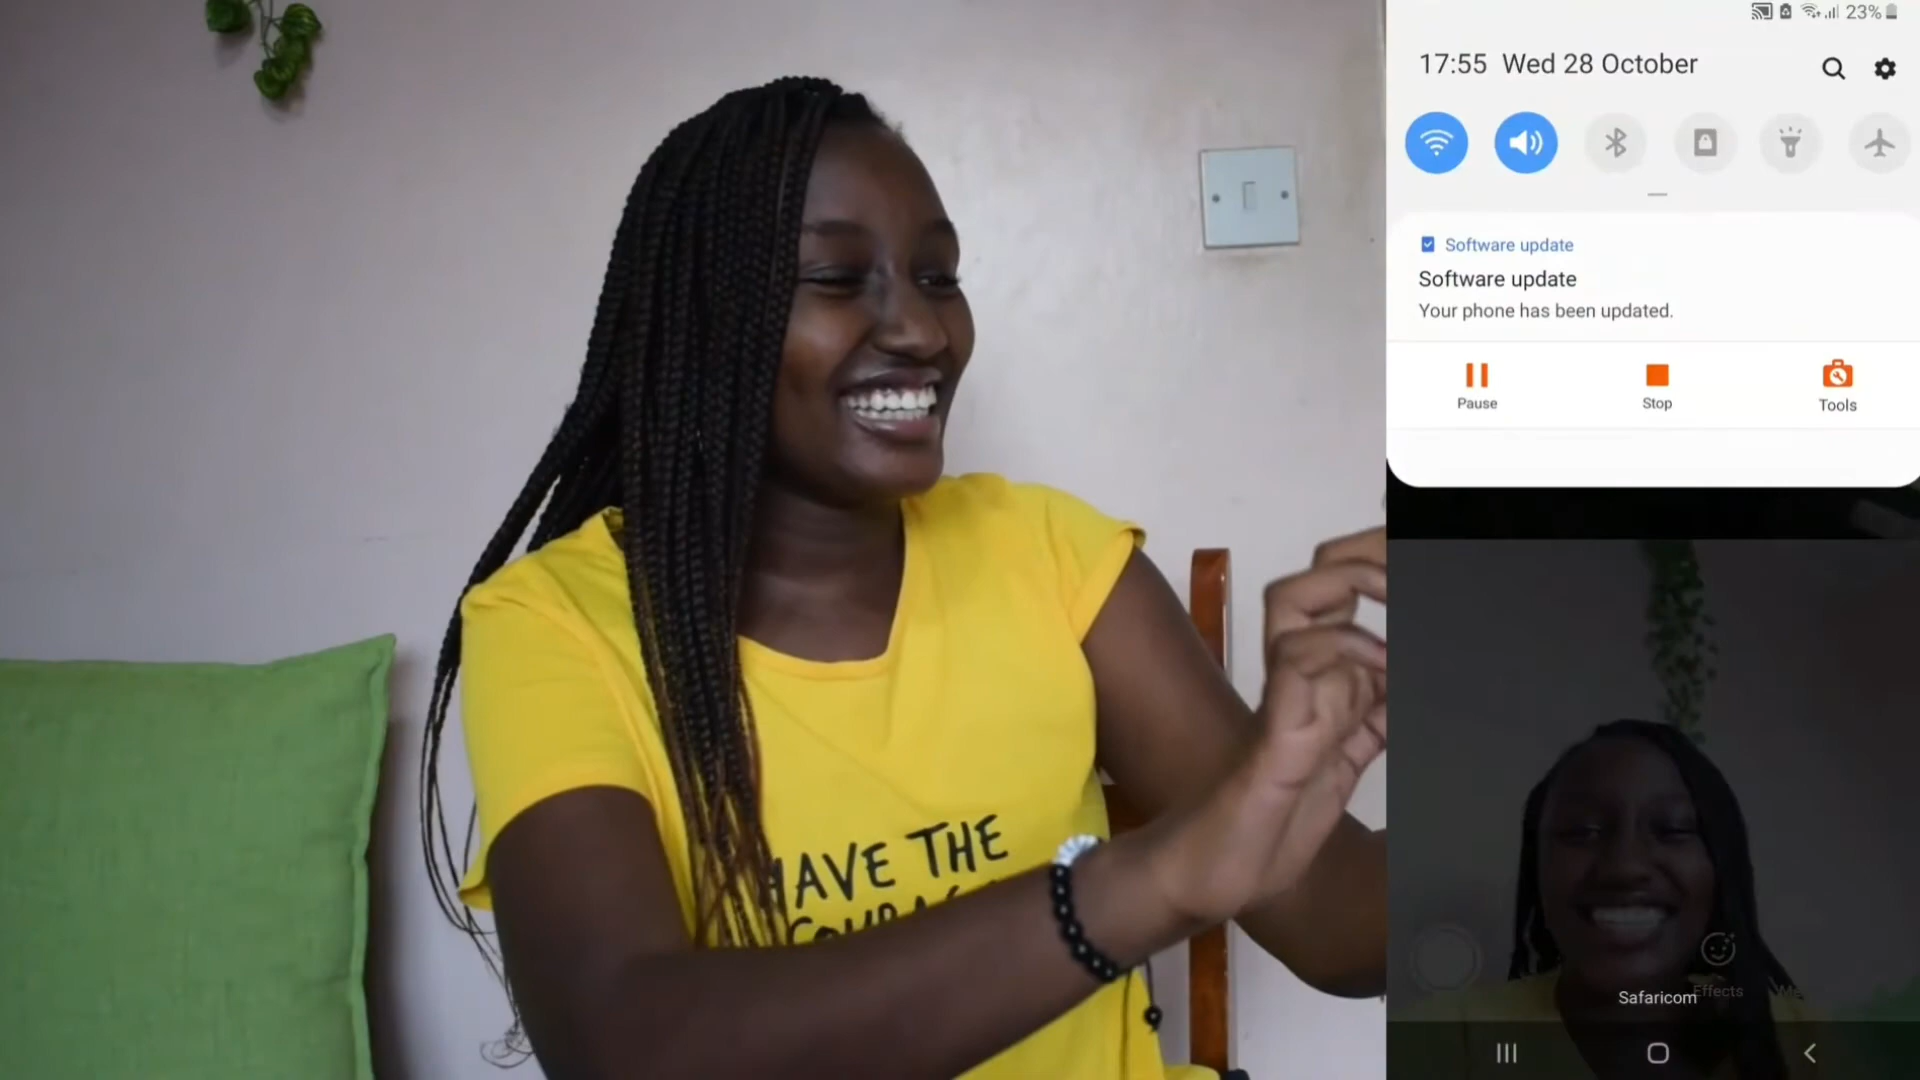 HAVE THE
23%
17:55 Wed 28 October
Software update
Software update
Your phone has been updated.
Pause
Stop
Tools
Effects
Safaricom